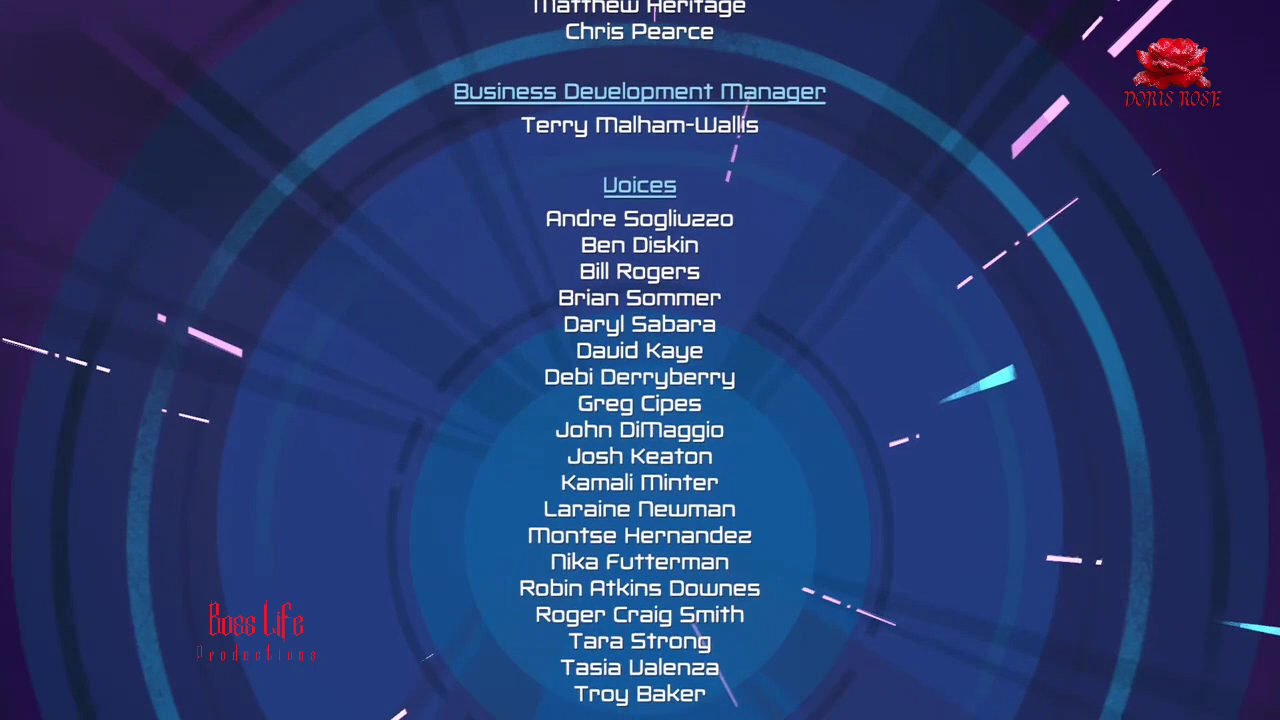 Matthew Heritage
Chris Pearce
Business Development Manager
Terry Malham-Wallis
Voices
Andre Sogliuzzo
Ben Diskin
Bill Rogers
Brian Sommer
Daryl Sabara
David Kaye
Debi Derryberry
Greg Cipes
John DiMaggio
Josh Keaton
Kamali Minter
Laraine Newman
Montse Hernandez
Nika Futterman
Robin Atkins Downes
Roger Craig Smith
Tara Strong
Tasia Valenza
Troy Baker
DORIS ROSE
Boss Life
Productions